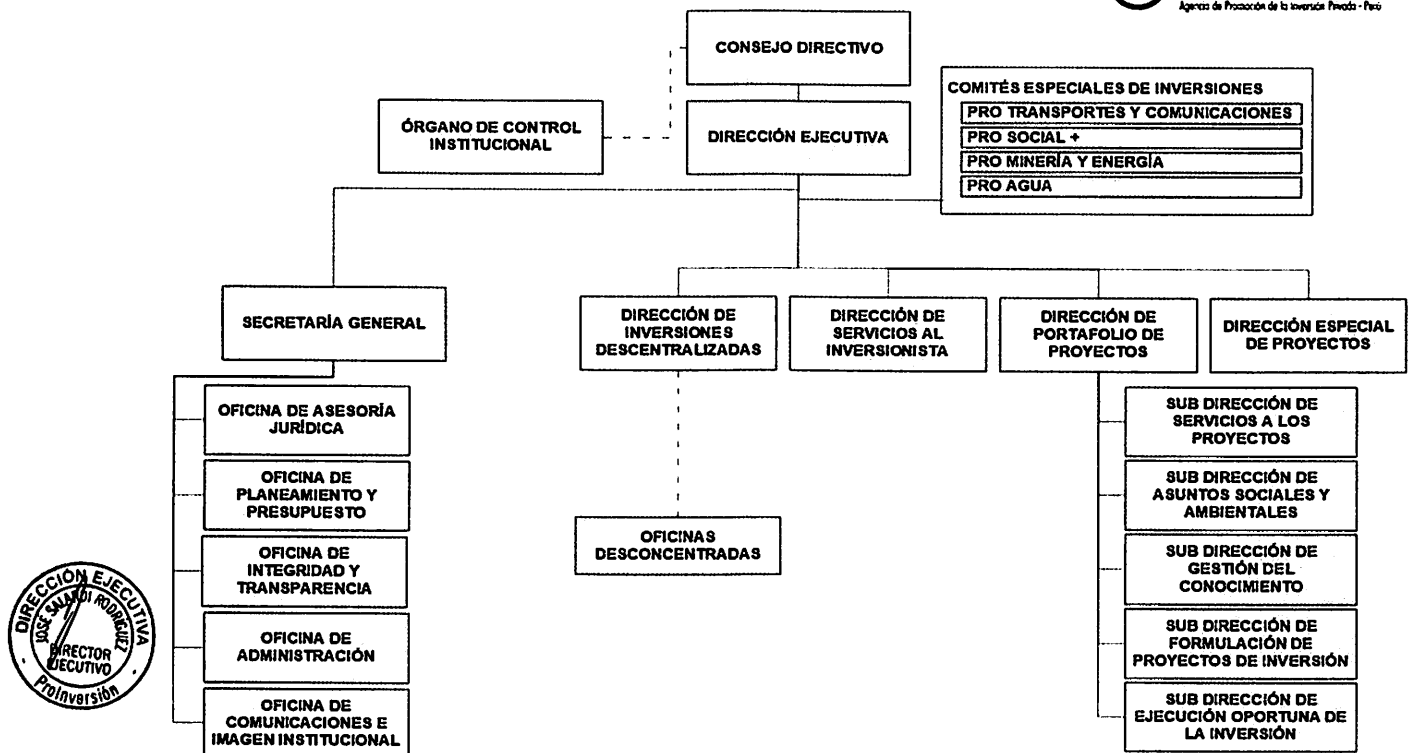 Agencia de Promoción de la Inversión Privada - Perú
CONSEJO DIRECTIVO
COMITÉS ESPECIALES DE INVERSIONES
PRO TRANSPORTES Y COMUNICACIONES
PRO SOCIAL +
PRO MINERÍA Y ENERGÍA
PRO AGUA
ÓRGANO DE CONTROL
INSTITUCIONAL
DIRECCIÓN EJECUTIVA
SECRETARÍA GENERAL
DIRECCIÓN DE
INVERSIONES
DESCENTRALIZADAS
DIRECCIÓN DE
SERVICIOS AL
INVERSIONISTA
DIRECCIÓN DE
PORTAFOLIO DE
PROYECTOS
DIRECCIÓN ESPECIAL
DE PROYECTOS
OFICINA DE ASESORÍA
JURÍDICA
OFICINA DE
PLANEAMIENTO Y
PRESUPUESTO
OFICINA DE
INTEGRIDAD Y
TRANSPARENCIA
OFICINA DE
ADMINISTRACIÓN
OFICINA DE
COMUNICACIONES E
IMAGEN INSTITUCIONAL
OFICINAS
DESCONCENTRADAS
SUB DIRECCIÓN DE
SERVICIOS A LOS
PROYECTOS
SUB DIRECCIÓN DE
ASUNTOS SOCIALES Y
AMBIENTALES
SUB DIRECCIÓN DE
GESTIÓN DEL
CONOCIMIENTO
SUB DIRECCIÓN DE
FORMULACIÓN DE
PROYECTOS DE INVERSIÓN
SUB DIRECCIÓN DE
EJECUCIÓN OPORTUNA DE
LA INVERSIÓN
DIRECCIÓN EJECUTIVA
JOSÉ SALARDI RODRIGUEZ
DIRECTOR
EJECUTIVO
- ProInversión -